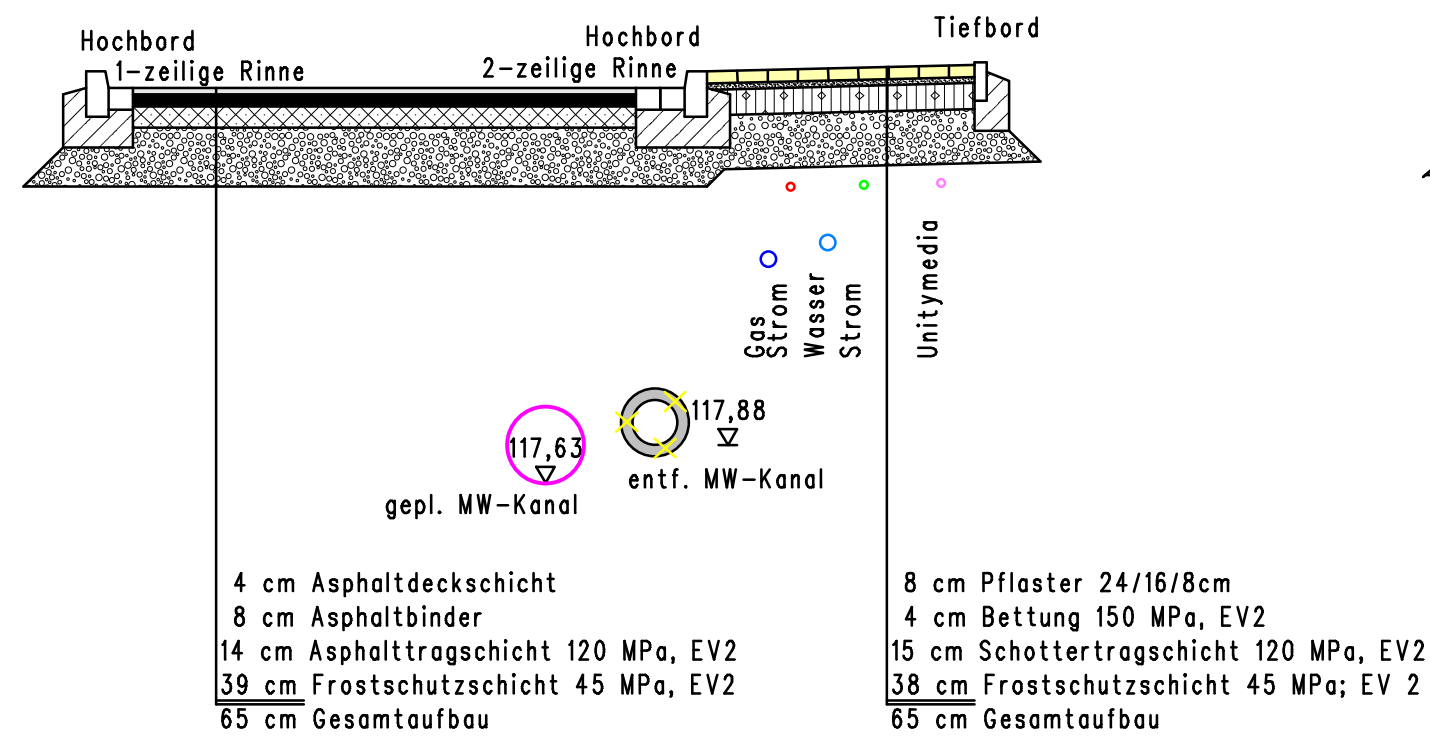 Hochbord
1-zeilige Rinne
Hochbord
2-zeilige Rinne
Tiefbord
Gas
Strom
Wasser
Strom
Unitymedia
117,63
gepl. MW-Kanal
117,88
entf. MW-Kanal
4 cm Asphaltdeckschicht
8 cm Asphaltbinder
14 cm Asphalttragschicht 120 MPa, EV2
39 cm Frostschutzschicht 45 MPa, EV2
65 cm Gesamtaufbau
8 cm Pflaster 24/16/8cm
4 cm Bettung 150 MPa, EV2
15 cm Schottertragschicht 120 MPa, EV2
38 cm Frostschutzschicht 45 MPa; EV 2
65 cm Gesamtaufbau